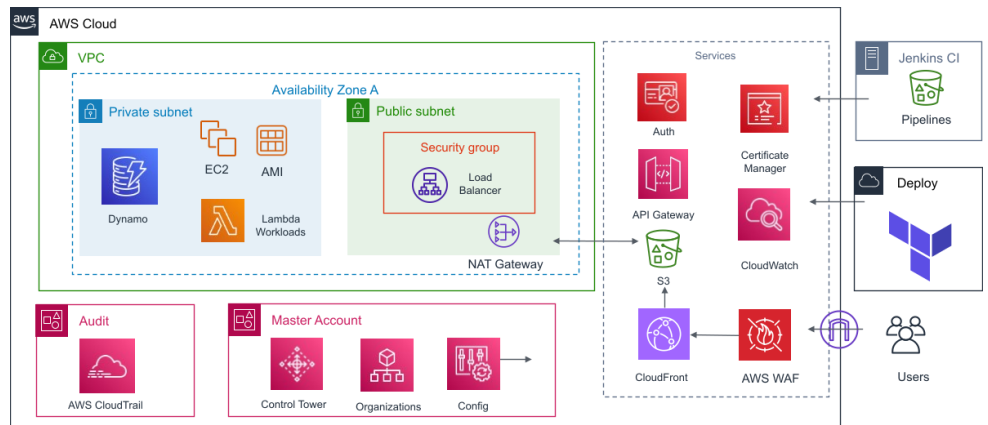 aws
AWS Cloud
VPC
Availability Zone A
Private subnet
EC2
AMI
Dynamo
Lambda
Workloads
Public subnet
Security group
Load
Balancer
NAT Gateway
Services
Auth
Certificate
Manager
API Gateway
CloudWatch
S3
CloudFront
AWS WAF
Jenkins CI
Pipelines
Deploy
Users
Audit
AWS CloudTrail
Master Account
Control Tower
Organizations
Config